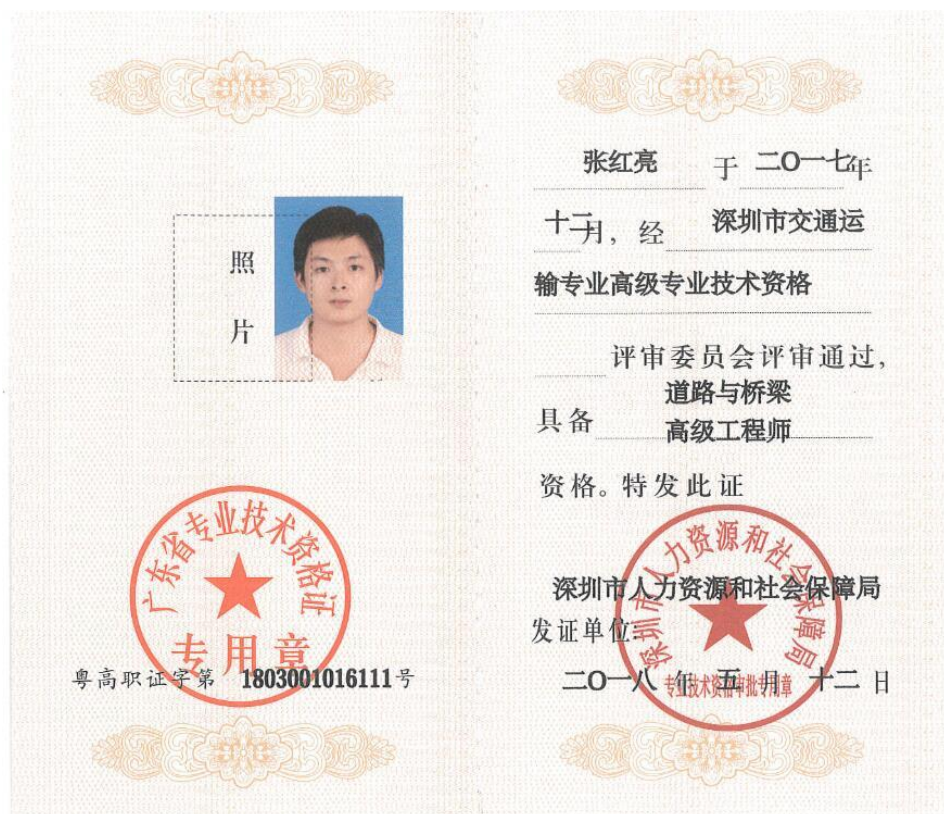 照
片
广东省专业技术资格证
专用章
粤高职证字第 1803001016111号
张红亮 于 二O一七年
十二月，经 深圳市交通运
输专业高级专业技术资格
评审委员会评审通过，
道路与桥梁
具备 高级工程师
资格。特发此证
深圳市人力资源和社会保障局
深圳市人力资源和社会保障局
发证单位：
二O一八 年 五 月 十二 日
专业技术资格审批专用章